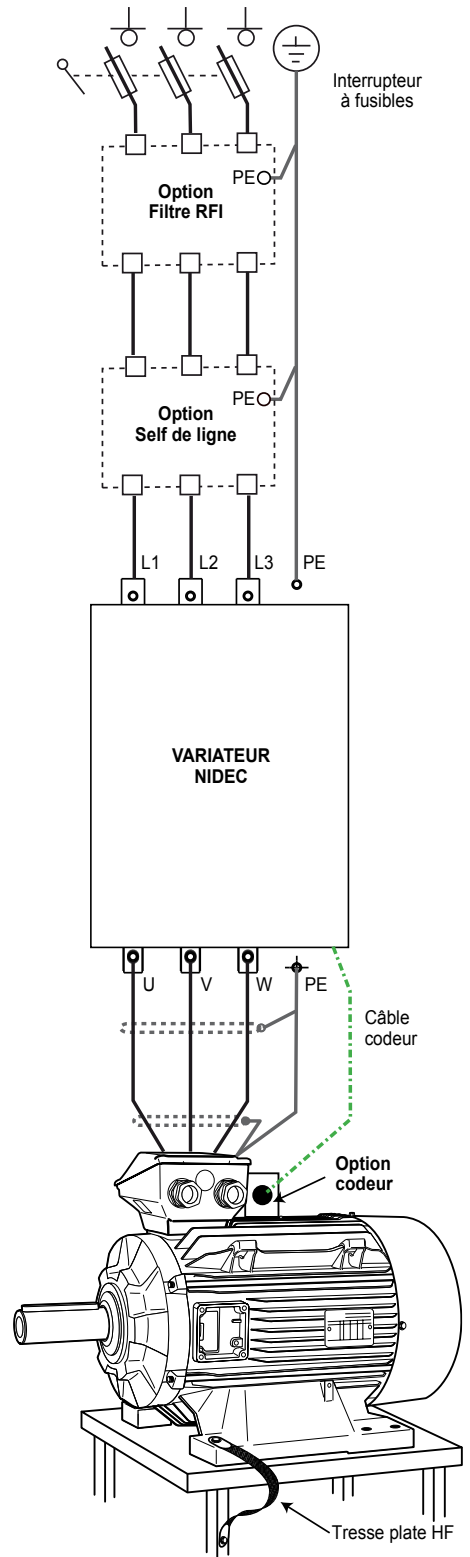 Interrupteur
à fusibles
PE
Option
Filtre RFI
PE
Option
Self de ligne
L1 L2 L3 PE
VARIATEUR
NIDEC
U V W PE
Câble
codeur
Option
codeur
Tresse plate HF